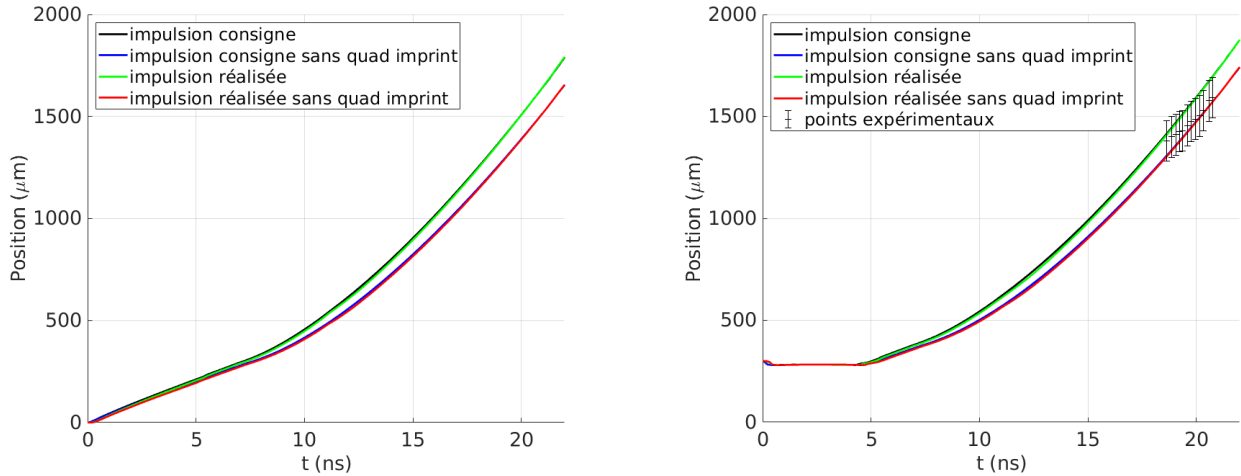 2000
1500
1000
500
0
Position (μm)
impulsion consigne
impulsion consigne sans quad imprint
impulsion réalisée
impulsion réalisée sans quad imprint
0 5 10 15 20
t (ns)
2000
1500
1000
500
0
Position (μm)
impulsion consigne
impulsion consigne sans quad imprint
impulsion réalisée
impulsion réalisée sans quad imprint
points expérimentaux
0 5 10 15 20
t (ns)